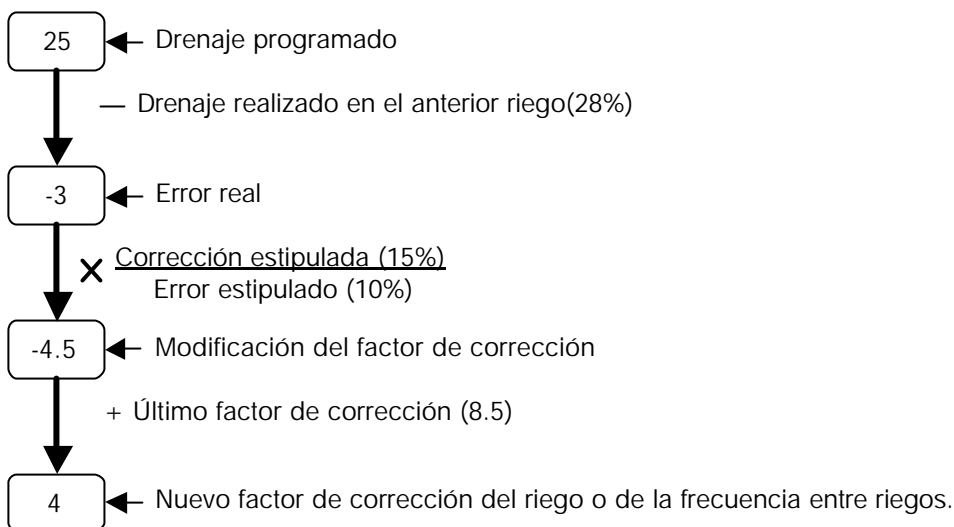 25 Drenaje programado
— Drenaje realizado en el anterior riego(28%)
-3 Error real
X Corrección estipulada (15%)
Error estipulado (10%)
-4.5 Modificación del factor de corrección
+ Último factor de corrección (8.5)
4 Nuevo factor de corrección del riego o de la frecuencia entre riegos.